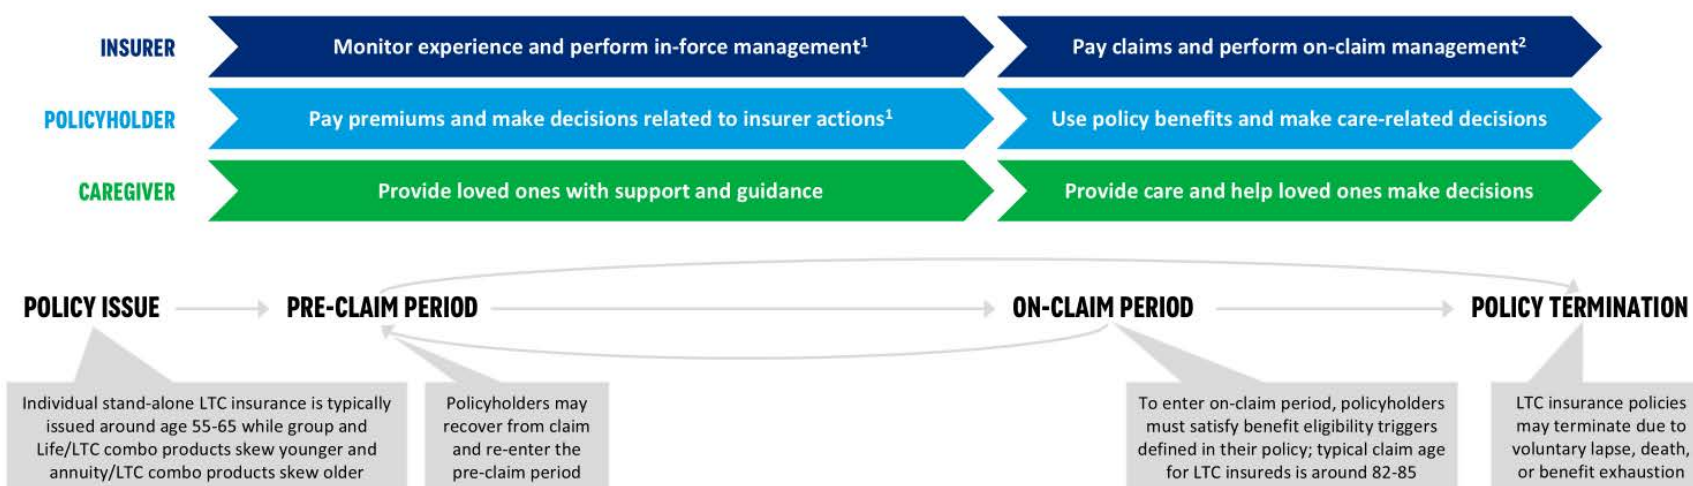 INSURER
Monitor experience and perform in-force management¹
Pay claims and perform on-claim management²
POLICYHOLDER
Pay premiums and make decisions related to insurer actions¹
Use policy benefits and make care-related decisions
CAREGIVER
Provide loved ones with support and guidance
Provide care and help loved ones make decisions
POLICY ISSUE
PRE-CLAIM PERIOD
ON-CLAIM PERIOD
POLICY TERMINATION
Individual stand-alone LTC insurance is typically
issued around age 55-65 while group and
Life/LTC combo products skew younger and
annuity/LTC combo products skew older
Policyholders may
recover from claim
and re-enter the
pre-claim period
To enter on-claim period, policyholders
must satisfy benefit eligibility triggers
defined in their policy; typical claim age
for LTC insureds is around 82-85
LTC insurance policies
may terminate due to
voluntary lapse, death,
or benefit exhaustion